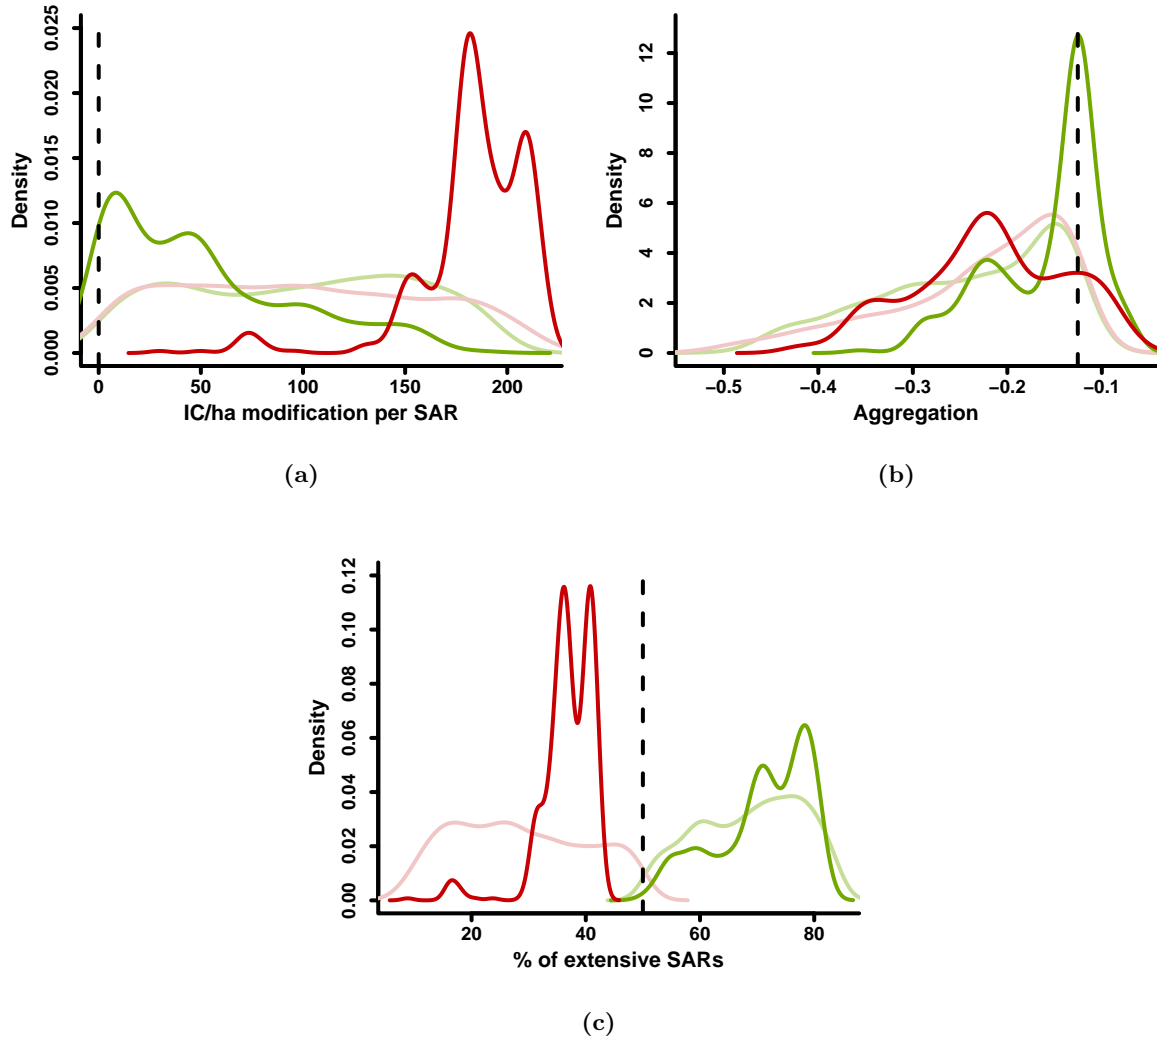 0.000 0.005 0.010 0.015 0.020 0.025
Density
0 50 100 150 200
IC/ha modification per SAR
(a)
0 2 4 6 8 10 12
Density
−0.5 −0.4 −0.3 −0.2 −0.1
Aggregation
(b)
0.00 0.02 0.04 0.06 0.08 0.10 0.12
Density
20 40 60 80
% of extensive SARs
(c)